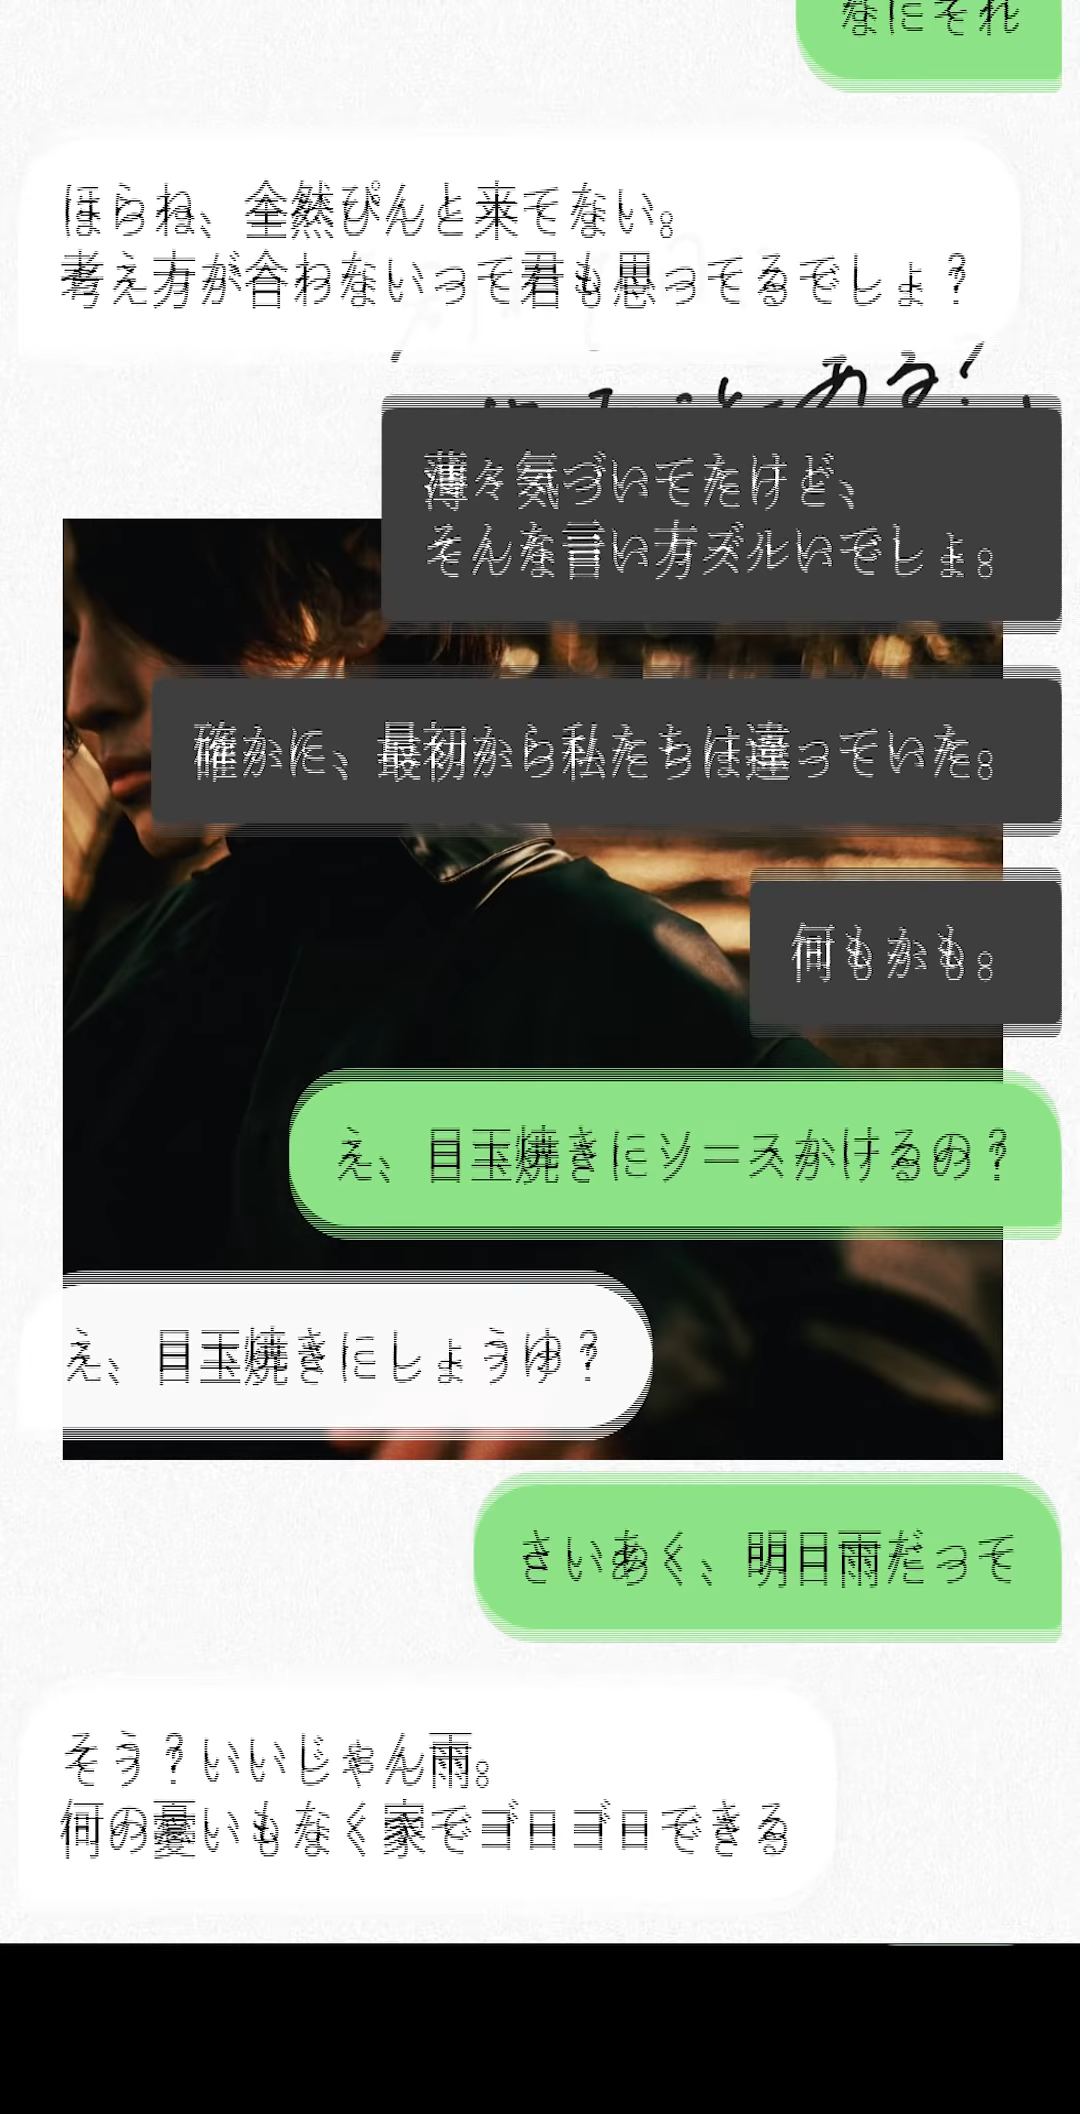 なにそれ
ほらね、全然ぴんと来てない。
考え方が合わないって君も思ってるでしょ？
ある！
薄々気づいてたけど、
そんな言い方ズルいでしょ。
確かに、最初から私たちは違っていた。
何もかも。
え、目玉焼きにソースかけるの？
え、目玉焼きにしょうゆ？
さいあく、明日雨だって
そう？いいじゃん雨。
何の憂いもなく家でゴロゴロできる